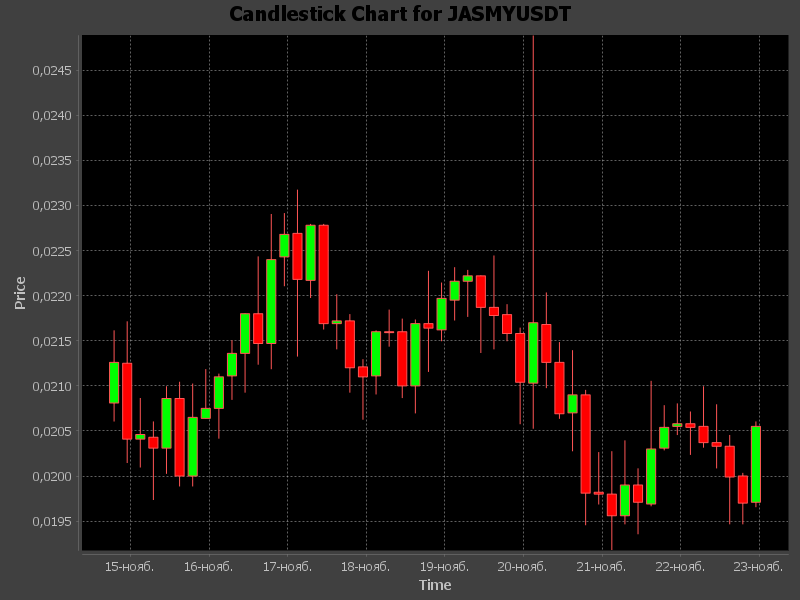 Candlestick Chart for JASMYUSDT
Price
0,0245
0,0240
0,0235
0,0230
0,0225
0,0220
0,0215
0,0210
0,0205
0,0200
0,0195
15-нояб. 16-нояб. 17-нояб. 18-нояб. 19-нояб. 20-нояб. 21-нояб. 22-нояб. 23-нояб.
Time